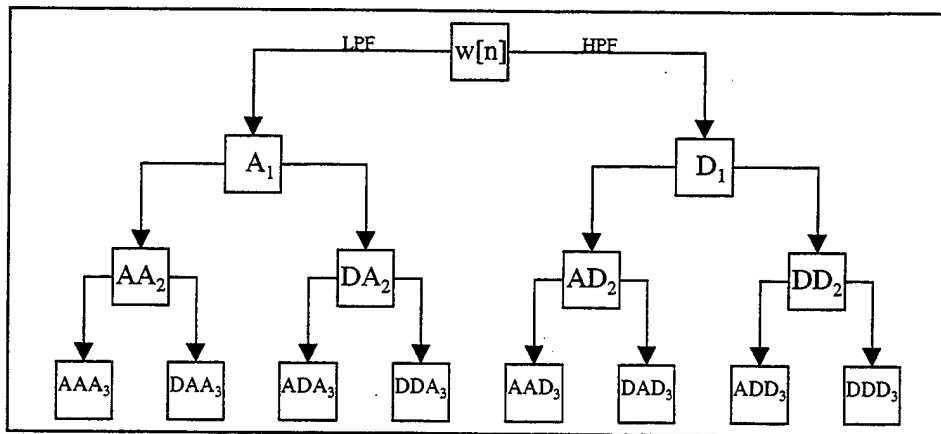 LPF w[n] HPF
A₁ D₁
AA₂ DA₂ AD₂ DD₂
AAA₃ DAA₃ ADA₃ DDA₃ AAD₃ DAD₃ ADD₃ DDD₃